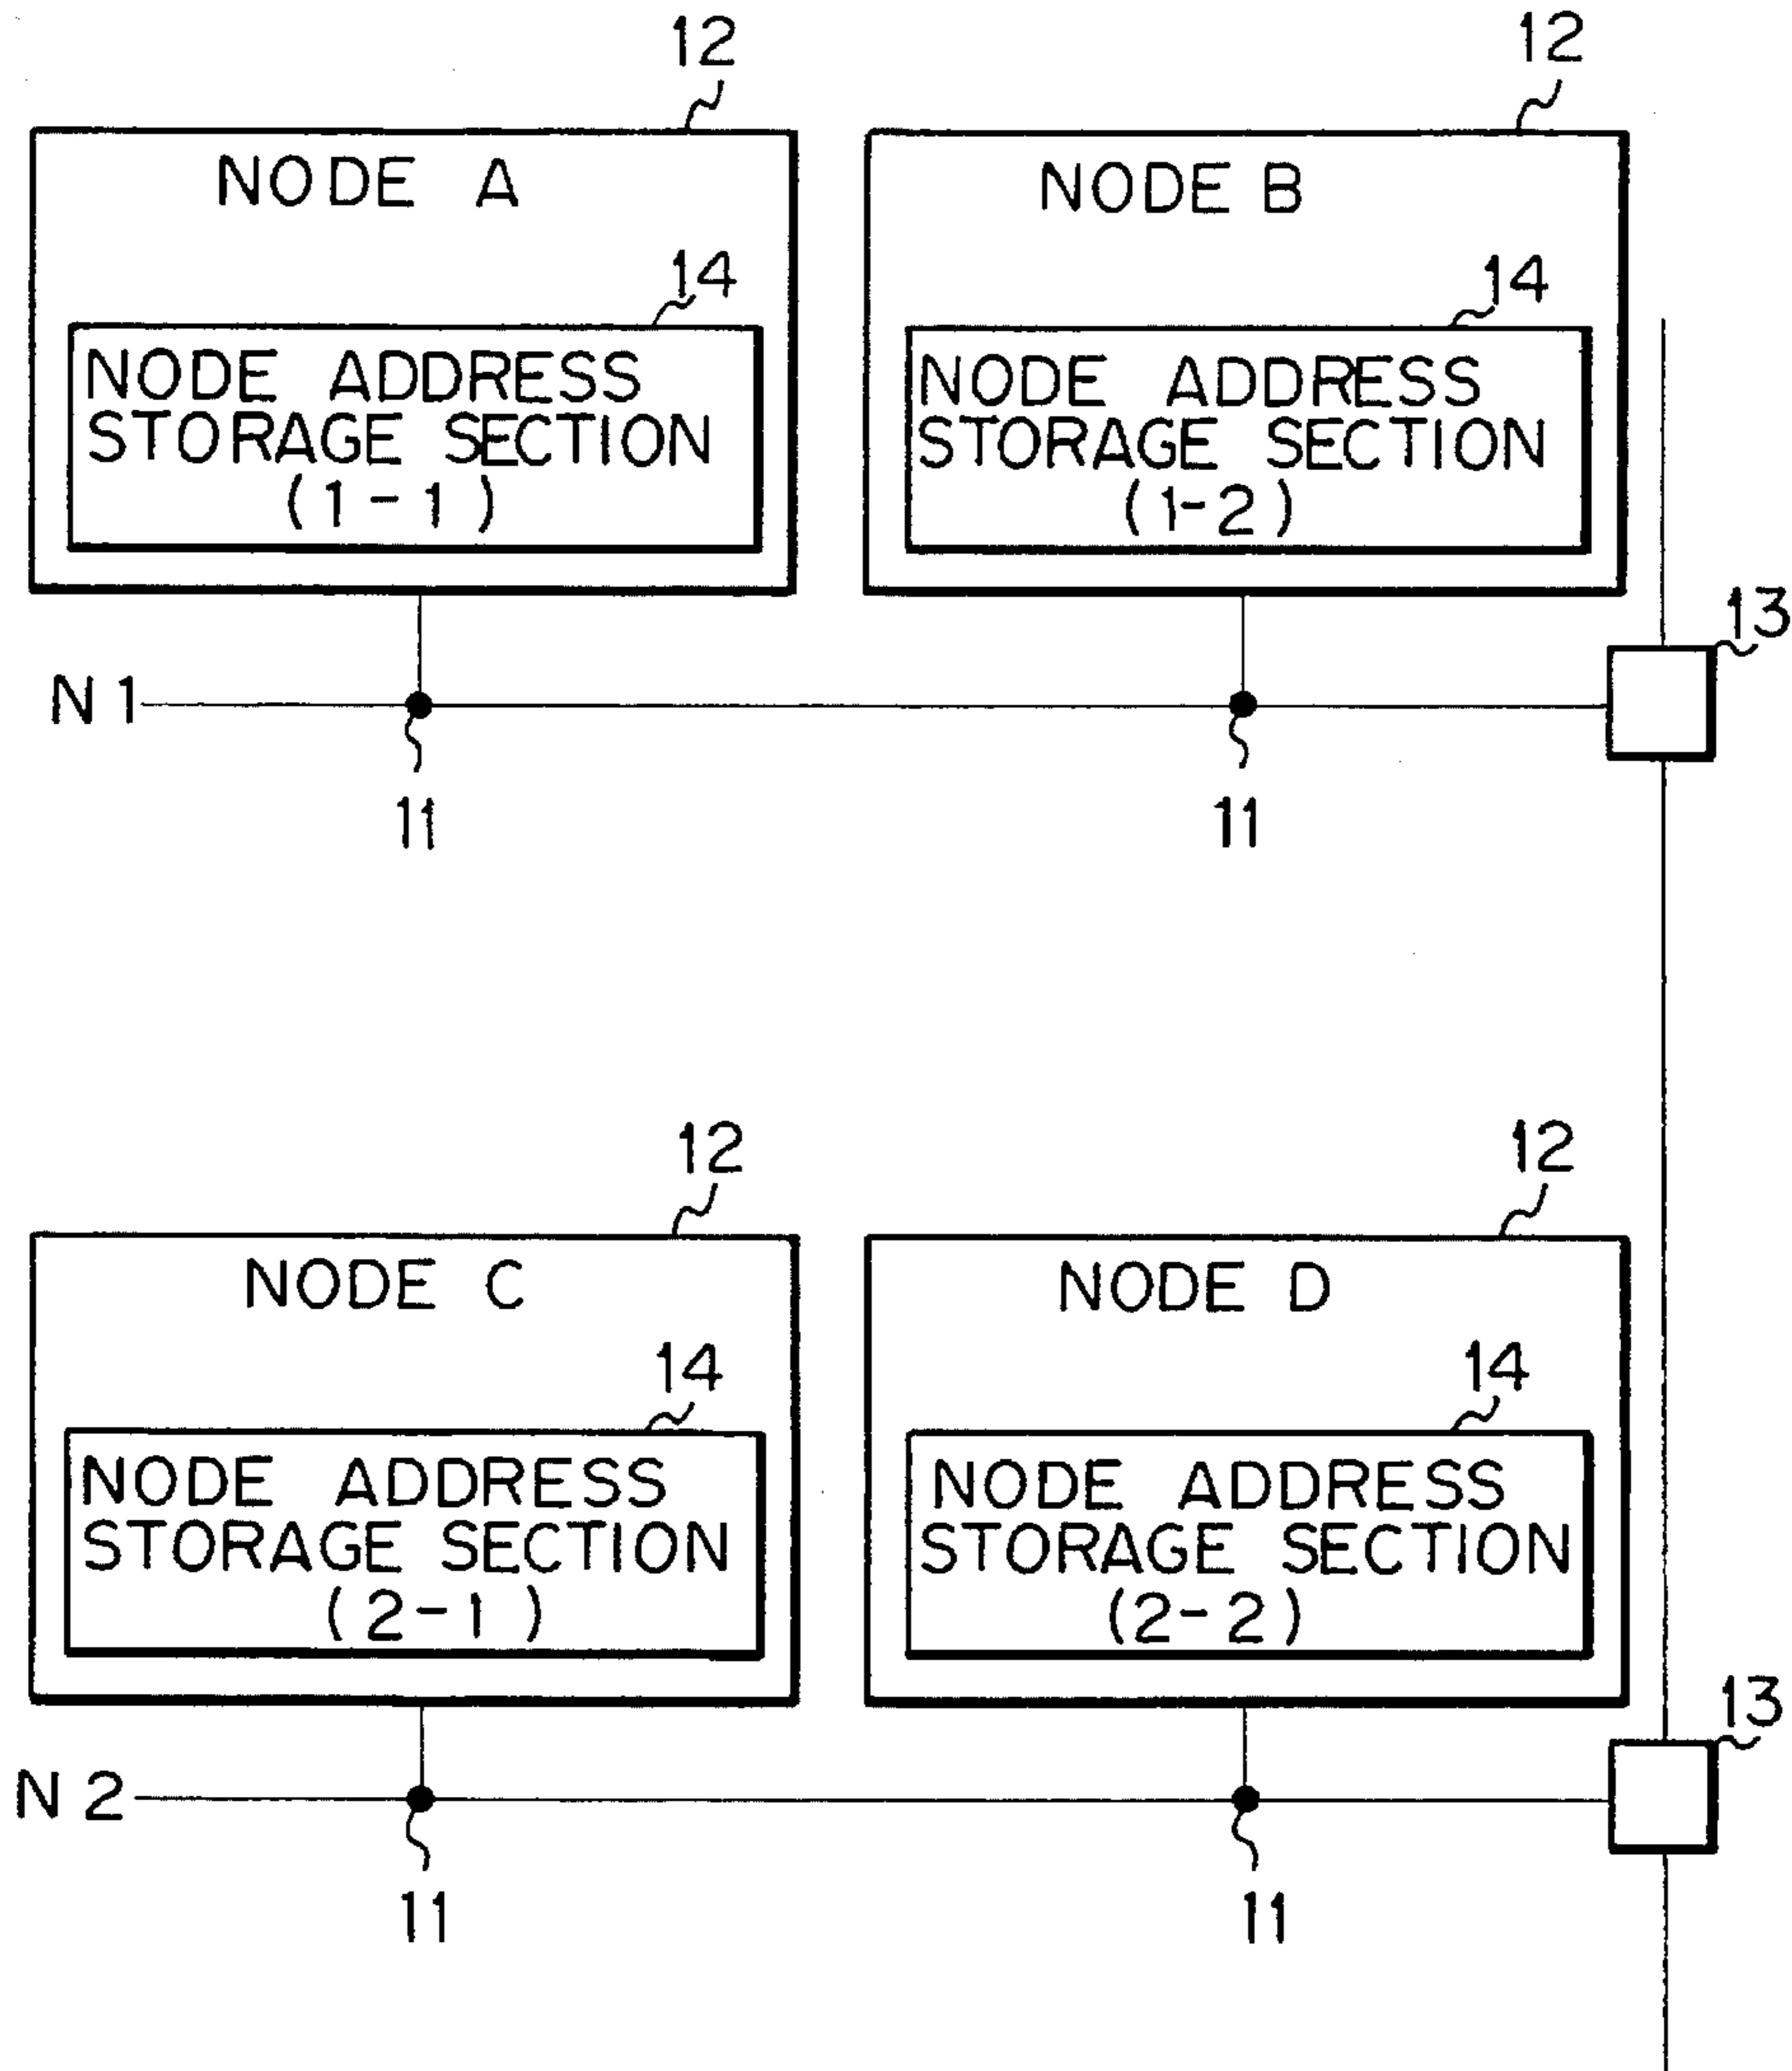 12
12
NODE A
NODE B
14
14
NODE ADDRESS
STORAGE SECTION
(1-1)
NODE ADDRESS
STORAGE SECTION
(1-2)
13
N1
11
11
12
12
NODE C
NODE D
14
14
NODE ADDRESS
STORAGE SECTION
(2-1)
NODE ADDRESS
STORAGE SECTION
(2-2)
13
N2
11
11